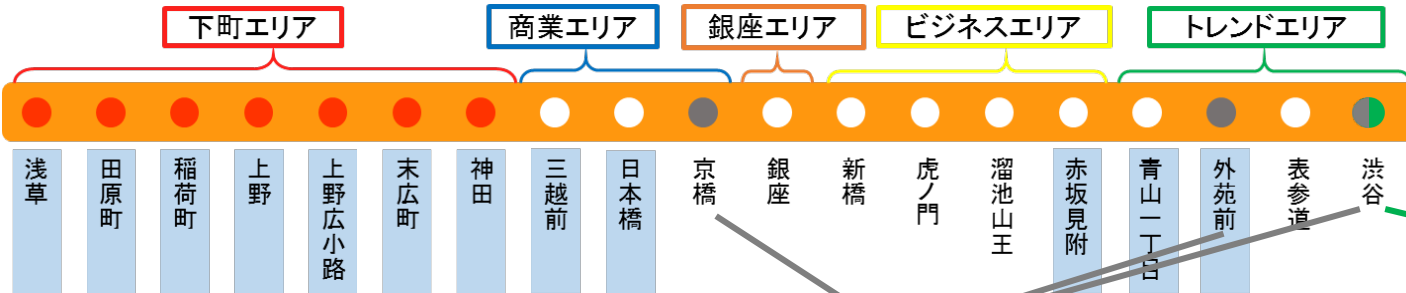 下町エリア
商業エリア
銀座エリア
ビジネスエリア
トレンドエリア
浅草
田原町
稲荷町
上野
上野広小路
末広町
神田
三越前
日本橋
京橋
銀座
新橋
虎ノ門
溜池山王
赤坂見附
青山一丁目
外苑前
表参道
渋谷